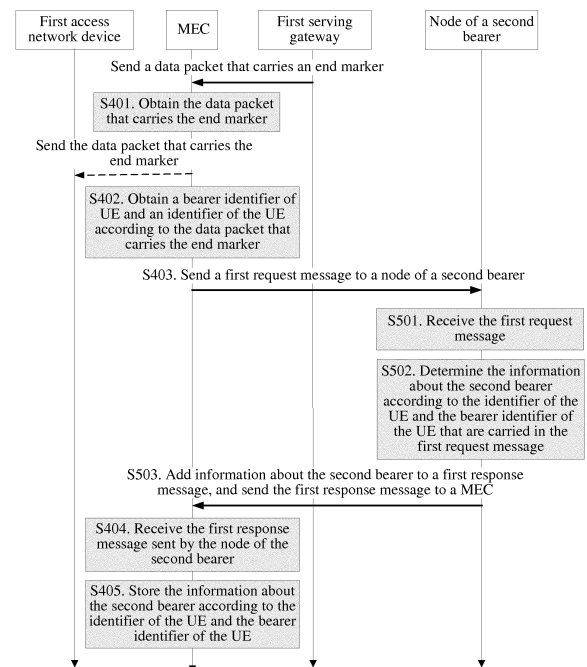 First access
network device
MEC
First serving
gateway
Node of a second
bearer
Send a data packet that carries an end marker
S401. Obtain the data packet
that carries the end marker
Send the data packet that carries the
end marker
S402. Obtain a bearer identifier of
UE and an identifier of the UE
according to the data packet that
carries the end marker
S403. Send a first request message to a node of a second bearer
S501. Receive the first request
message
S502. Determine the information
about the second bearer
according to the identifier of the
UE and the bearer identifier of
the UE that are carried in the
first request message
S503. Add information about the second bearer to a first response
message, and send the first response message to a MEC
S404. Receive the first response
message sent by the node of the
second bearer
S405. Store the information about
the second bearer according to the
identifier of the UE and the bearer
identifier of the UE